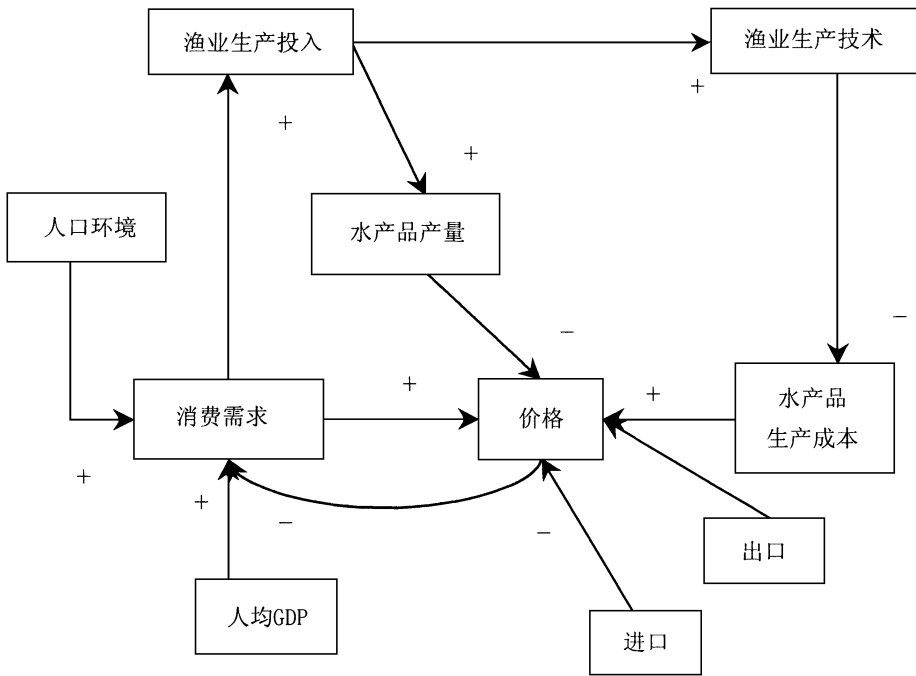 渔业生产投入
渔业生产技术
+
+
+
人口环境
水产品产量
−
−
消费需求
+
价格
+
水产品
生产成本
+
+
−
−
出口
人均GDP
进口